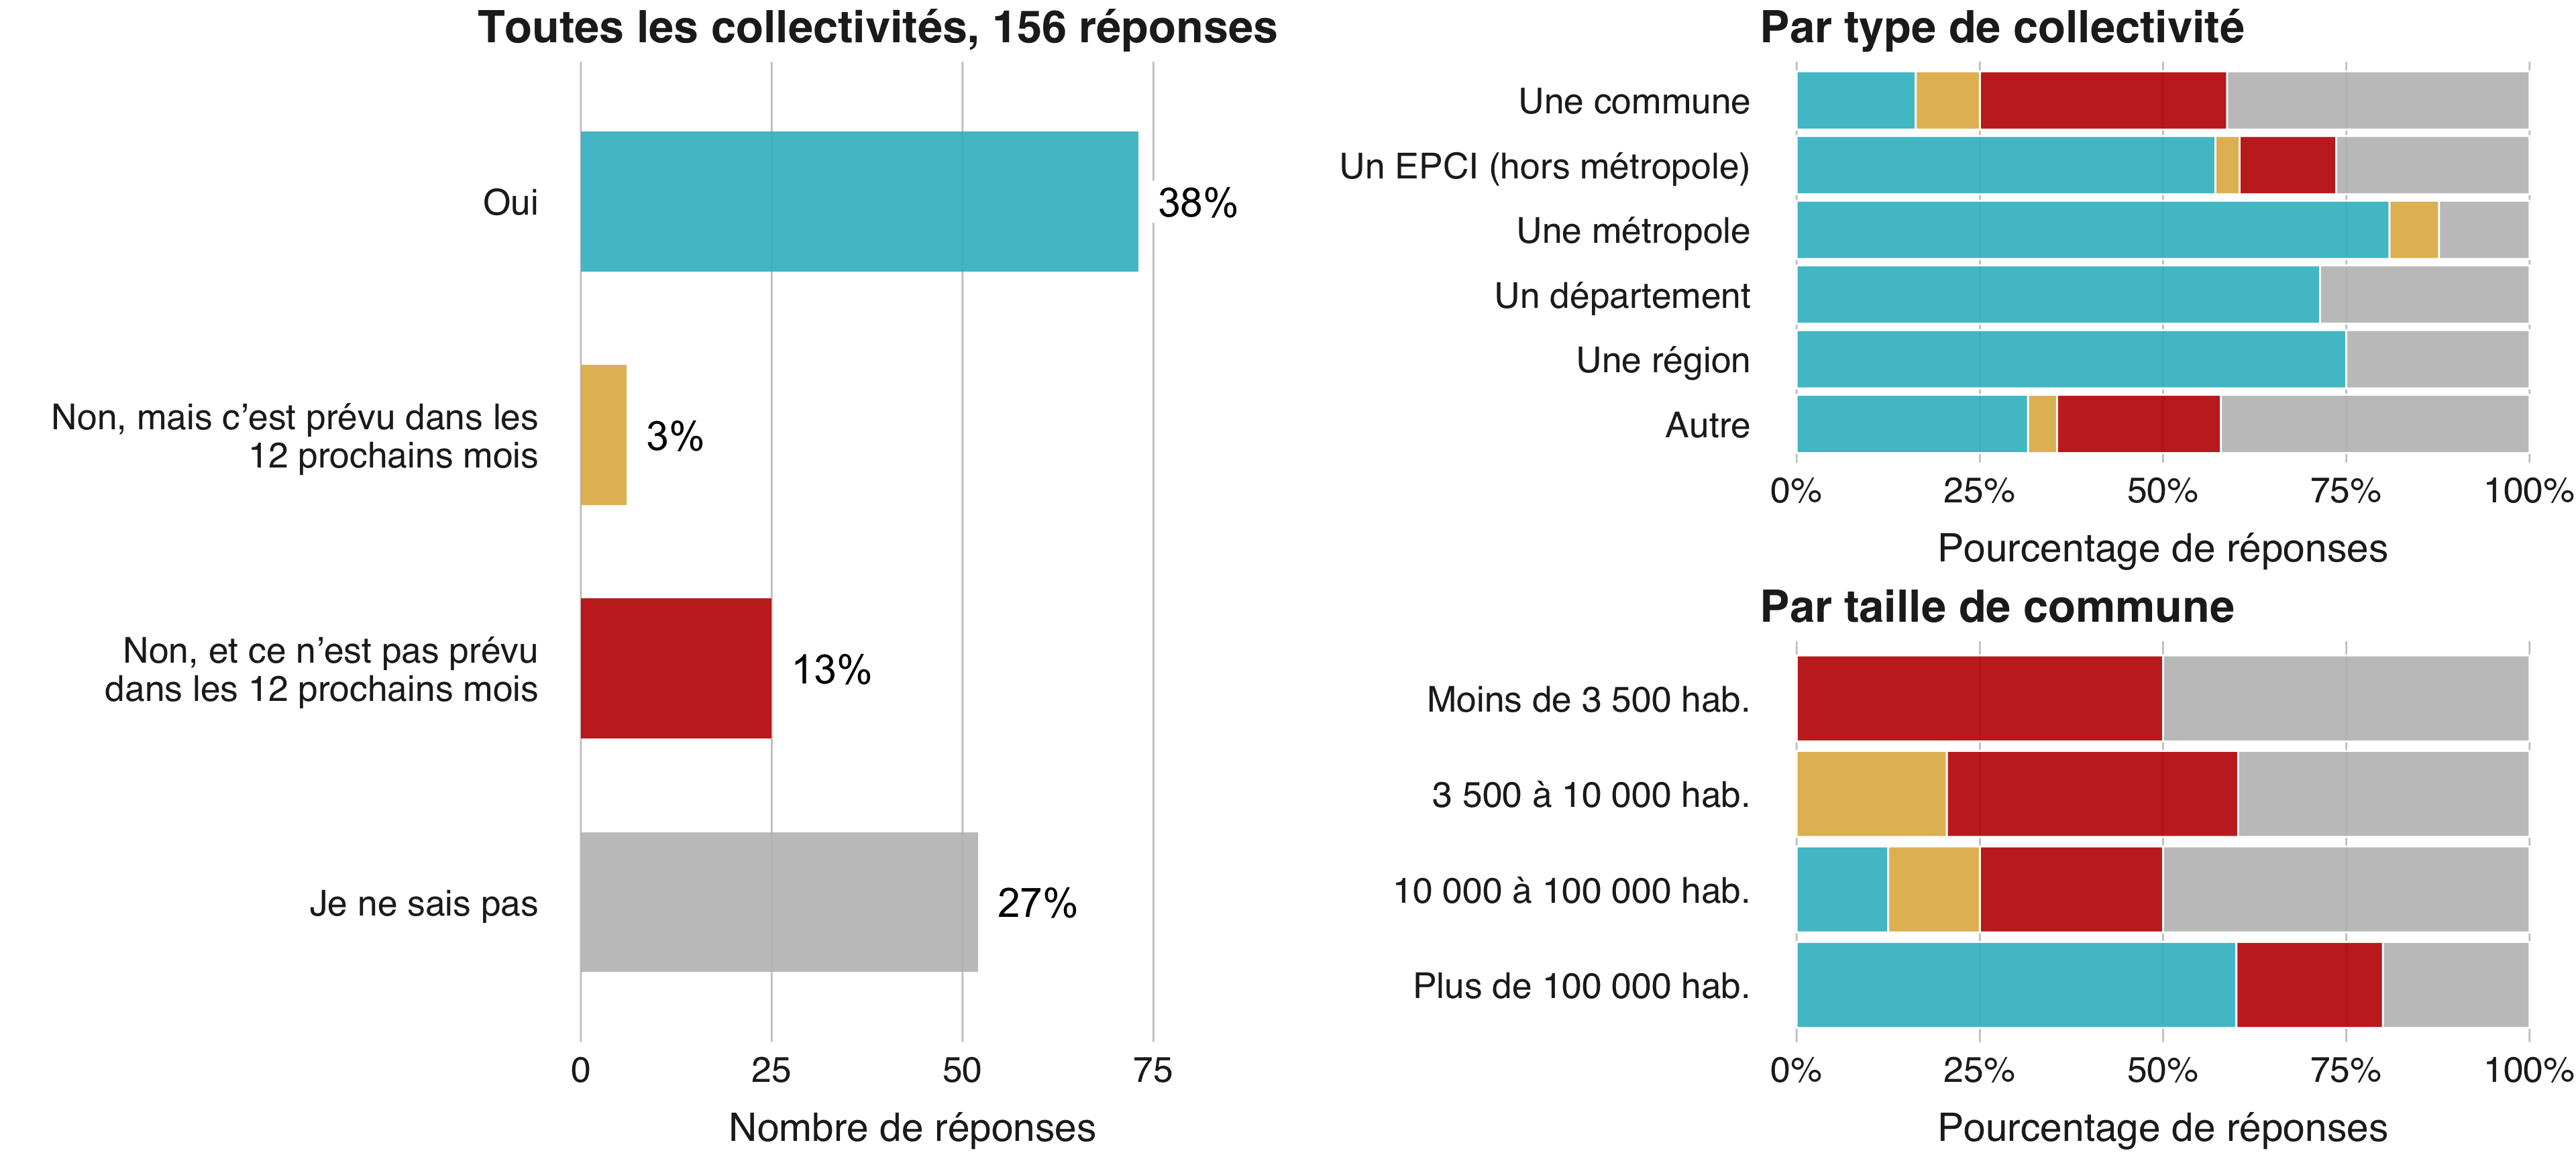 Toutes les collectivités, 156 réponses
Oui
38%
Non, mais c’est prévu dans les
12 prochains mois
3%
Non, et ce n’est pas prévu
dans les 12 prochains mois
13%
Je ne sais pas
27%
0 25 50 75
Nombre de réponses
Par type de collectivité
Une commune
Un EPCI (hors métropole)
Une métropole
Un département
Une région
Autre
0% 25% 50% 75% 100%
Pourcentage de réponses
Par taille de commune
Moins de 3 500 hab.
3 500 à 10 000 hab.
10 000 à 100 000 hab.
Plus de 100 000 hab.
0% 25% 50% 75% 100%
Pourcentage de réponses